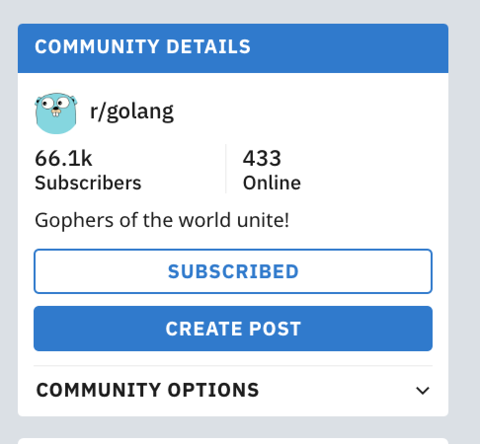 COMMUNITY DETAILS
r/golang
66.1k
Subscribers
433
Online
Gophers of the world unite!
SUBSCRIBED
CREATE POST
COMMUNITY OPTIONS